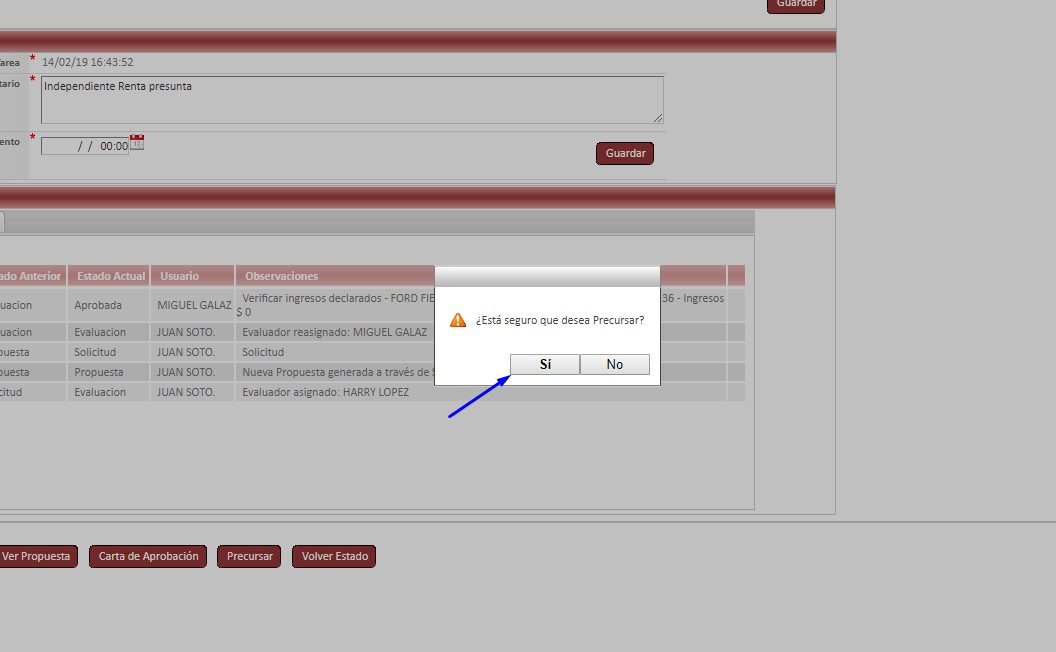 Guardar
area * 14/02/19 16:43:52
tario * Independiente Renta presunta
ento * / / 00:00
Guardar
ado Anterior Estado Actual Usuario Observaciones
uacion Aprobada MIGUEL GALAZ Verificar ingresos declarados - FORD FIE 36 - Ingresos
$ 0
uacion Evaluacion JUAN SOTO. Evaluador reasignado: MIGUEL GALAZ
puesta Solicitud JUAN SOTO. Solicitud
puesta Propuesta JUAN SOTO. Nueva Propuesta generada a través de S
citud Evaluacion JUAN SOTO. Evaluador asignado: HARRY LOPEZ
¿Está seguro que desea Precursar?
Sí No
Ver Propuesta Carta de Aprobación Precursar Volver Estado